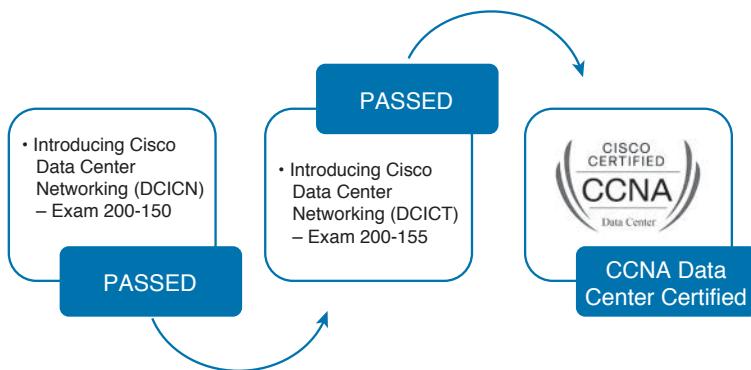 • Introducing Cisco
Data Center
Networking (DCICN)
– Exam 200-150
PASSED
PASSED
• Introducing Cisco
Data Center
Networking (DCICT)
– Exam 200-155
CISCO
CERTIFIED
CCNA
Data Center
CCNA Data
Center Certified